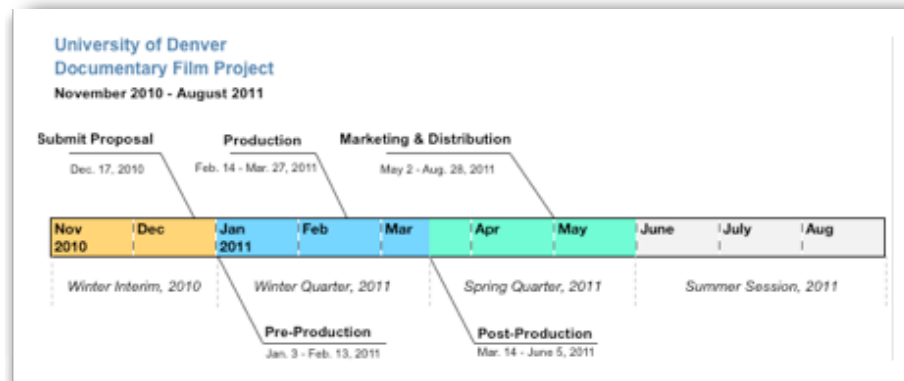 University of Denver
Documentary Film Project
November 2010 - August 2011
Submit Proposal
Dec. 17, 2010
Production
Feb. 14 - Mar. 27, 2011
Marketing & Distribution
May 2 - Aug. 28, 2011
Nov Dec Jan Feb Mar Apr May June July Aug
2010 2011
Winter Interim, 2010 Winter Quarter, 2011 Spring Quarter, 2011 Summer Session, 2011
Pre-Production
Jan. 3 - Feb. 13, 2011
Post-Production
Mar. 14 - June 5, 2011